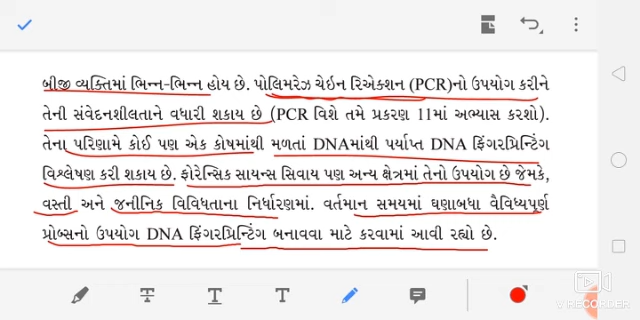 બીજી વ્યક્તિમાં ભિન્ન-ભિન્ન હોય છે. પોલિમરેઝ ચેઇન રિએક્શન (PCR)નો ઉપયોગ કરીને
તેની સંવેદનશીલતાને વધારી શકાય છે (PCR વિશે તમે પ્રકરણ 11માં અભ્યાસ કરશો).
તેના પરિણામે કોઈ પણ એક કોષમાંથી મળતાં DNAમાંથી પર્યાપ્ત DNA ફિંગરપ્રિન્ટિંગ
વિશ્લેષણ કરી શકાય છે. ફોરેન્સિક સાયન્સ સિવાય પણ અન્ય ક્ષેત્રમાં તેનો ઉપયોગ છે જેમકે,
વસ્તી અને જનીનિક વિવિધતાના નિર્ધારણમાં. વર્તમાન સમયમાં ઘણાબધા વૈવિધ્યપૂર્ણ
પ્રોબ્સનો ઉપયોગ DNA ફિંગરપ્રિન્ટિંગ બનાવવા માટે કરવામાં આવી રહ્યો છે.
T T T
V RECORDER